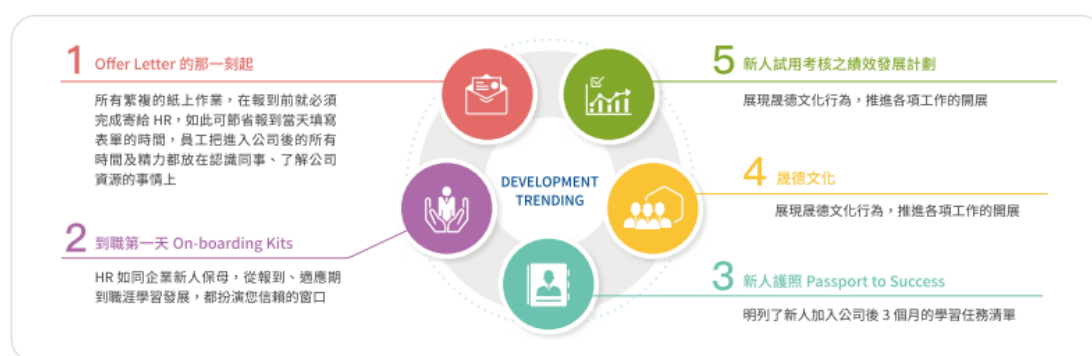 1 Offer Letter 的那一刻起
所有繁複的紙上作業，在報到前就必須
完成寄給 HR，如此可節省報到當天填寫
表單的時間，員工把進入公司後的所有
時間及精力都放在認識同事、了解公司
資源的事情上
2 到職第一天 On-boarding Kits
HR 如同企業新人保母，從報到、適應期
到職涯學習發展，都扮演您信賴的窗口
DEVELOPMENT
TRENDING
3 新人護照 Passport to Success
明列了新人加入公司後 3 個月的學習任務清單
4 晟德文化
展現晟德文化行為，推進各項工作的開展
5 新人試用考核之績效發展計劃
展現晟德文化行為，推進各項工作的開展